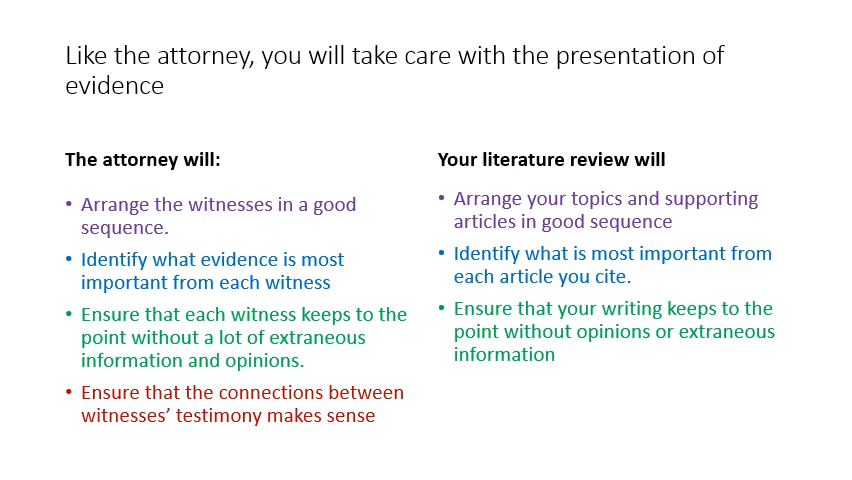 Like the attorney, you will take care with the presentation of
evidence
The attorney will:
• Arrange the witnesses in a good
sequence.
• Identify what evidence is most
important from each witness
• Ensure that each witness keeps to the
point without a lot of extraneous
information and opinions.
• Ensure that the connections between
witnesses’ testimony makes sense
Your literature review will
• Arrange your topics and supporting
articles in good sequence
• Identify what is most important from
each article you cite.
• Ensure that your writing keeps to the
point without opinions or extraneous
information